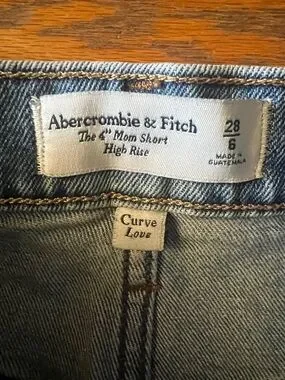 Abercrombie & Fitch
The 4" Mom Short
High Rise
28
6
MADE IN
GUATEMALA
Curve
Love